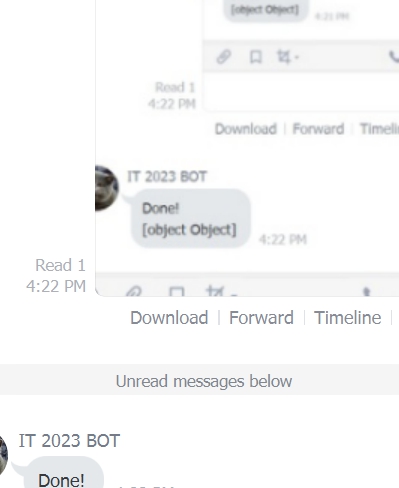 [object Object]
4:21 PM
Read 1
4:22 PM
Download | Forward | Timeli
IT 2023 BOT
Done!
[object Object]
4:22 PM
Read 1
4:22 PM
Download | Forward | Timeline |
Unread messages below
IT 2023 BOT
Done!